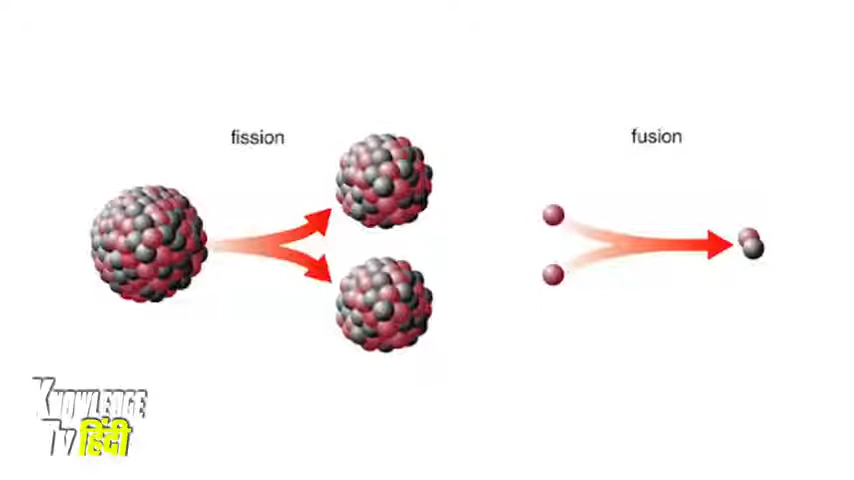 fission
fusion
Knowledge
Tv हिंदी